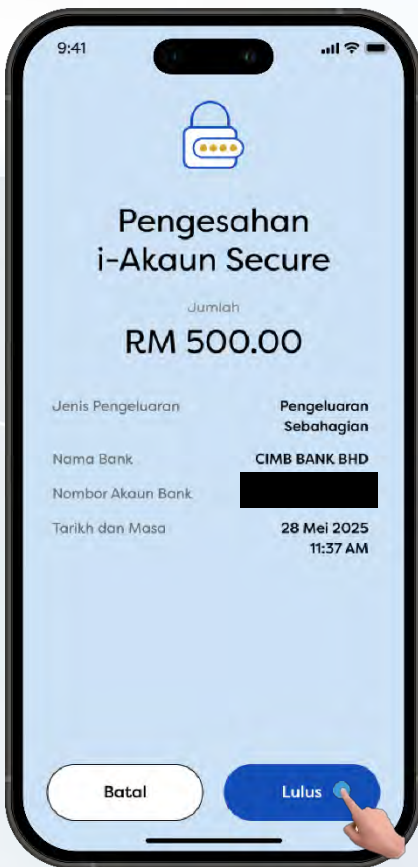 9:41
Pengesahan
i-Akaun Secure
Jumlah
RM 500.00
Jenis Pengeluaran Pengeluaran
Sebahagian
Nama Bank CIMB BANK BHD
Nombor Akaun Bank
Tarikh dan Masa 28 Mei 2025
11:37 AM
Batal Lulus